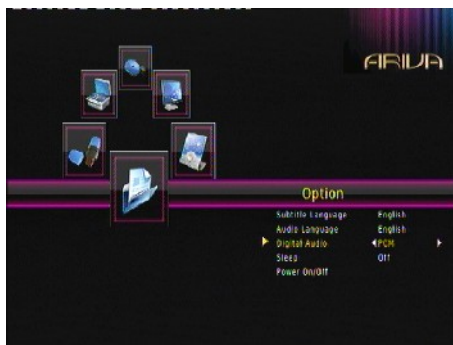 ARIVA
Option
Subtitle Language English
Audio Language English
Digital Audio PCM
Sleep Off
Power On/Off